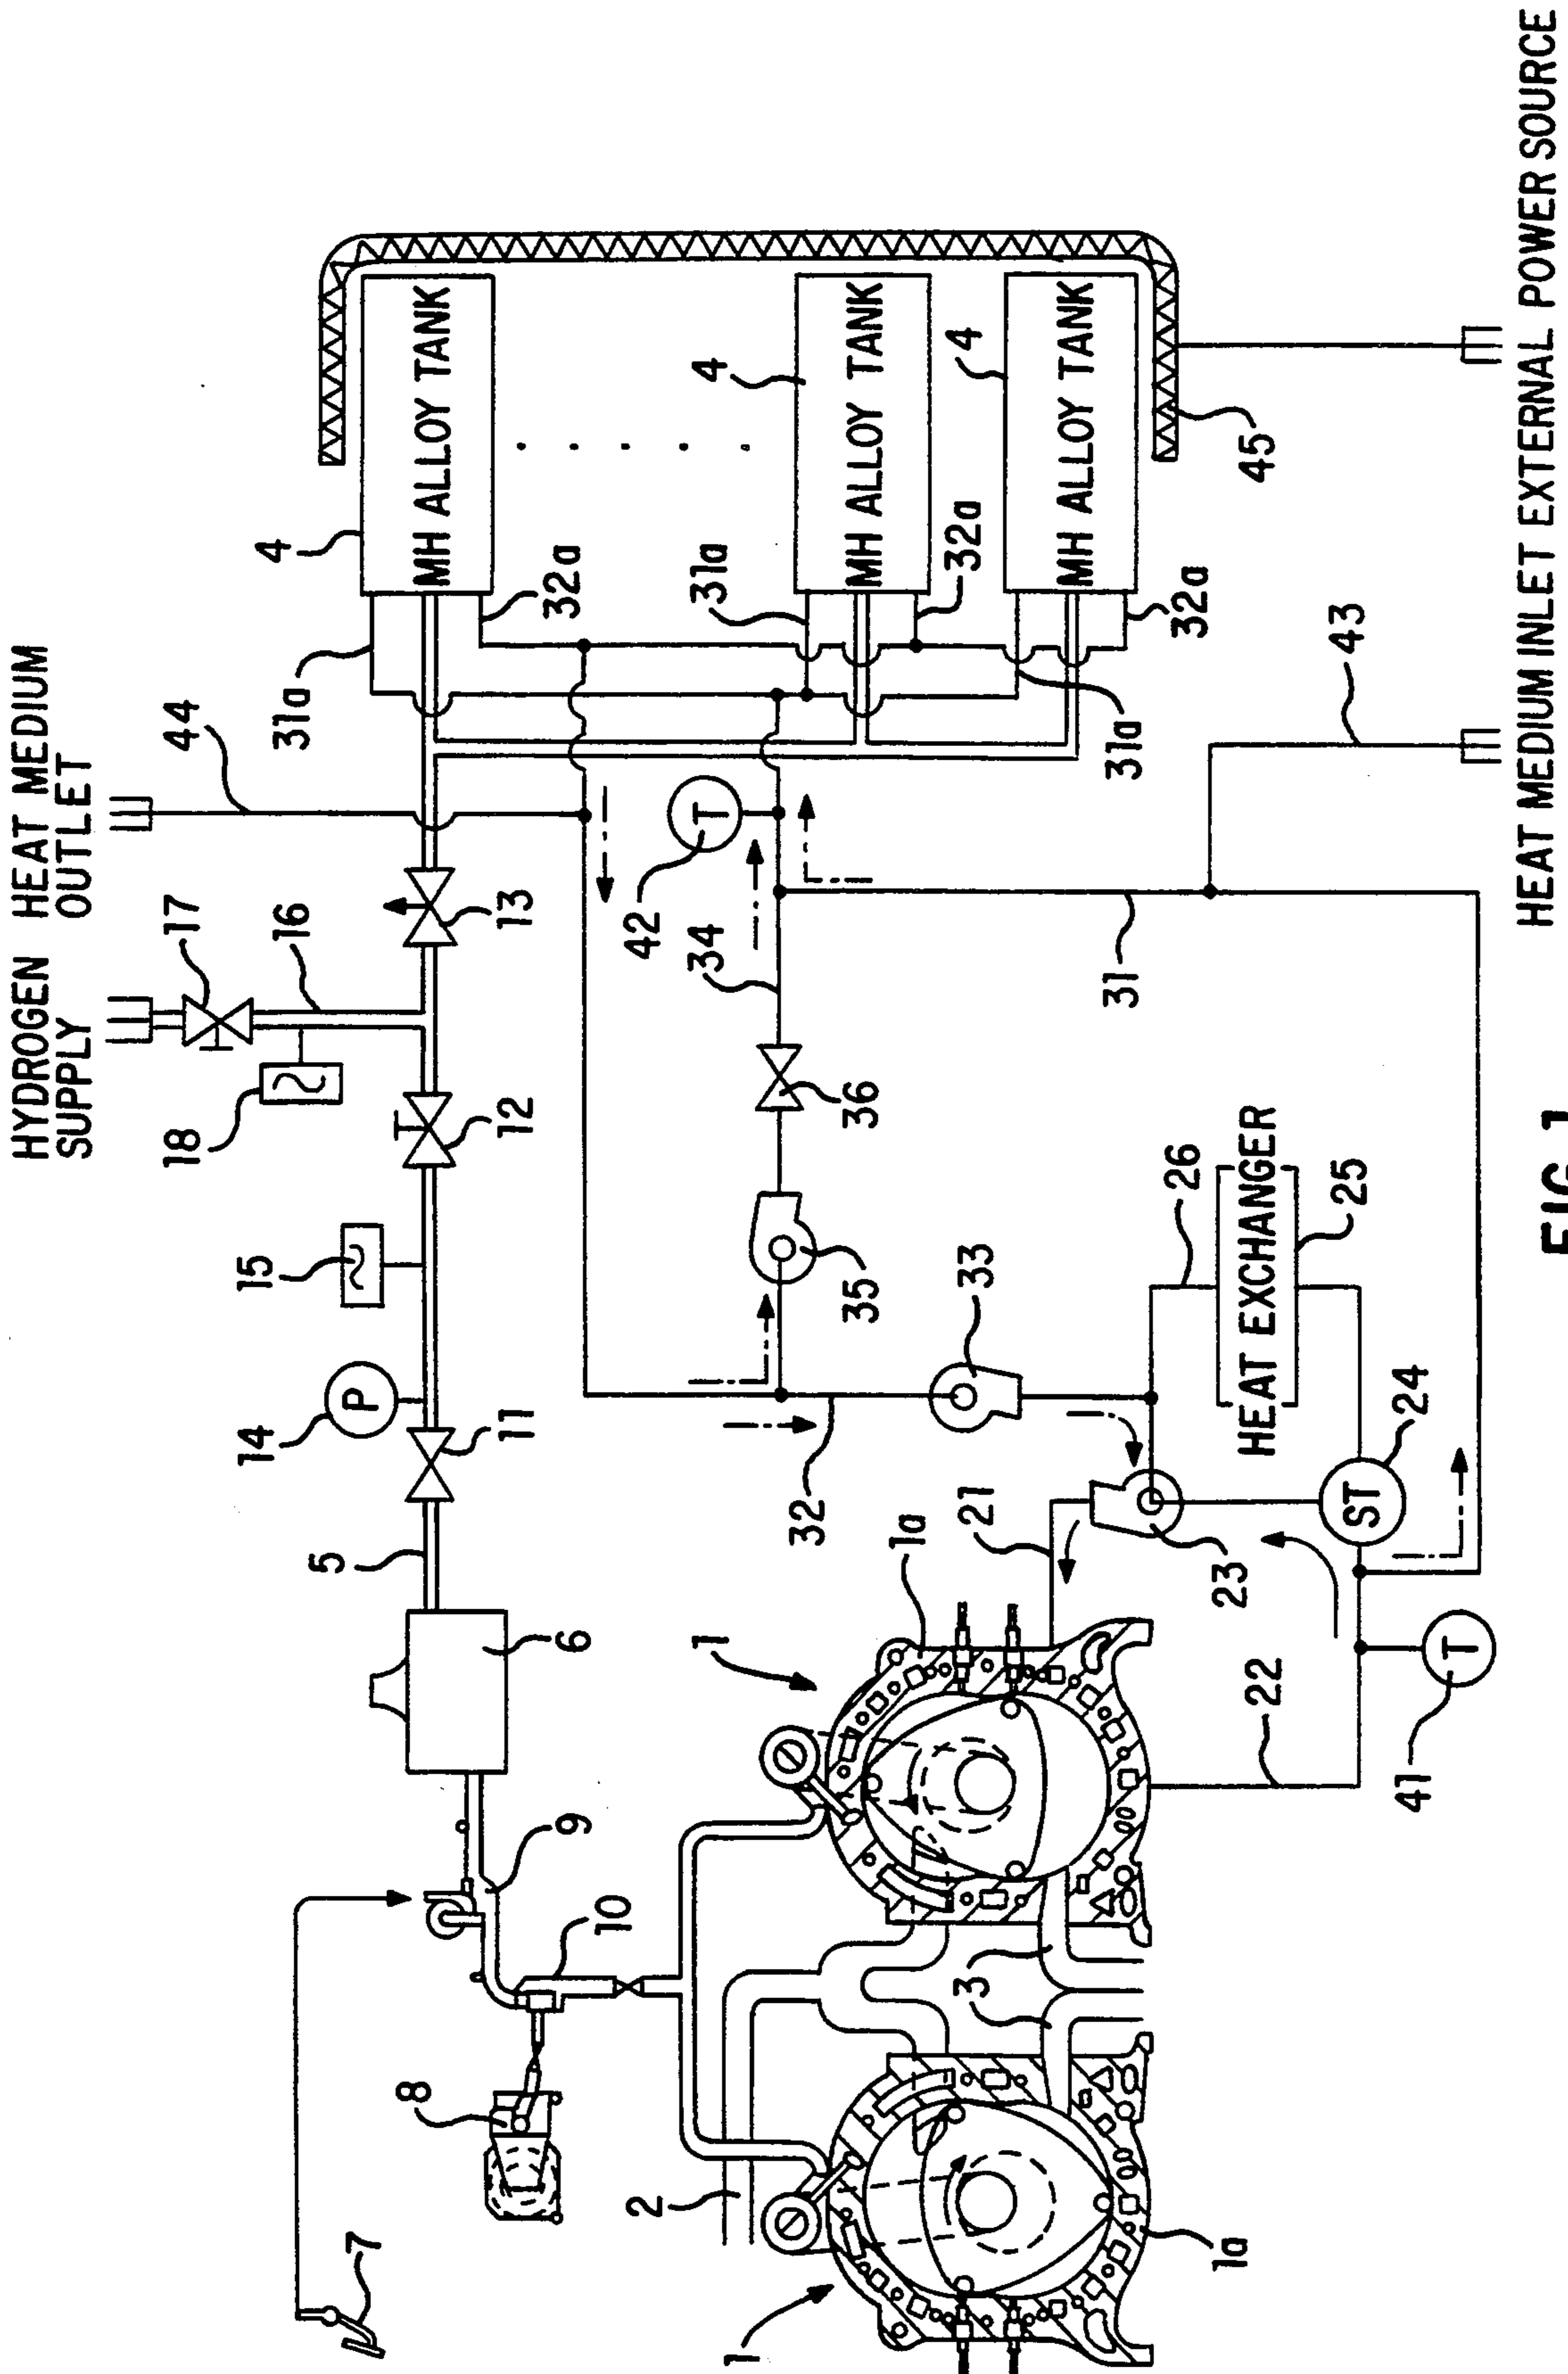 HYDROGEN
SUPPLY
HEAT MEDIUM
OUTLET
17
16
44
18
31a
4
MH ALLOY TANK
32a
14
P
15
12
13
5
11
6
7
9
8
10
42
T
34
31a
4
MH ALLOY TANK
32a
4
MH ALLOY TANK
32a
31a
45
35
36
2
1
1
1a
32
33
31
43
3
21
26
HEAT EXCHANGER
25
23
ST
24
1a
22
41
T
HEAT MEDIUM INLET
EXTERNAL POWER SOURCE
FIG. 1